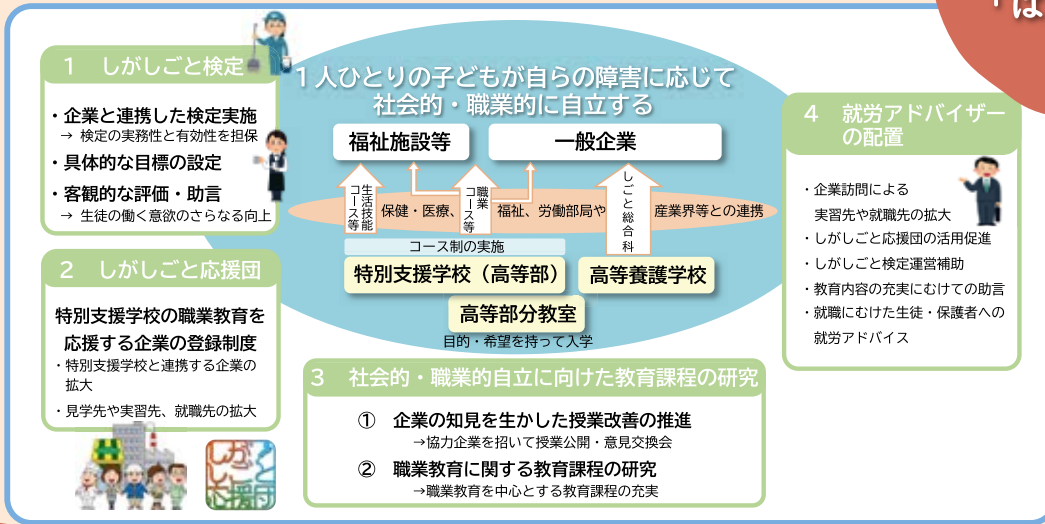 「は
1 しがしごと検定
・企業と連携した検定実施
→ 検定の実務性と有効性を担保
・具体的な目標の設定
・客観的な評価・助言
→ 生徒の働く意欲のさらなる向上
2 しがしごと応援団
特別支援学校の職業教育を
応援する企業の登録制度
・特別支援学校と連携する企業の
拡大
・見学先や実習先、就職先の拡大
しがしごと応援団
1人ひとりの子どもが自らの障害に応じて
社会的・職業的に自立する
福祉施設等
一般企業
生活技能コース等
職業コース等
しごと総合科
保健・医療、福祉、労働部局や産業界等との連携
コース制の実施
特別支援学校(高等部)
高等養護学校
高等部分教室
目的・希望を持って入学
3 社会的・職業的自立に向けた教育課程の研究
① 企業の知見を生かした授業改善の推進
→協力企業を招いて授業公開・意見交換会
② 職業教育に関する教育課程の研究
→職業教育を中心とする教育課程の充実
4 就労アドバイザー
の配置
・企業訪問による
実習先や就職先の拡大
・しがしごと応援団の活用促進
・しがしごと検定運営補助
・教育内容の充実にむけての助言
・就職にむけた生徒・保護者への
就労アドバイス